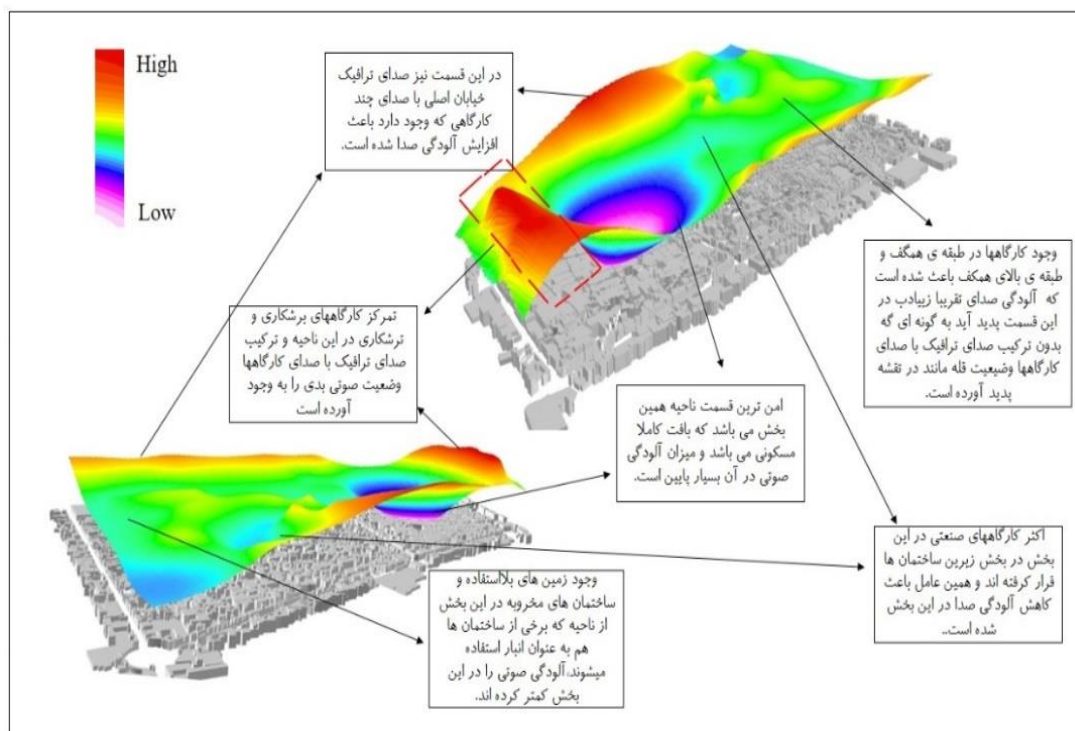 High
Low
در این قسمت نیز صدای ترافیک
خیابان اصلی با صدای چند
کارگاهی که وجود دارد باعث
افزایش آلودگی صدا شده است.
وجود کارگاهها در طبقه ی همکف و
طبقه ی بالای همکف باعث شده است
که آلودگی صدای تقریبا زیادب در
این قسمت پدید آید به گونه ای گه
بدون ترکیب صدای ترافیک با صدای
کارگاهها وضیعیت قله مانند در نقشه
پدید آورده است.
تمرکز کارگاههای برشکاری و
ترشکاری در این ناحیه و ترکیب
صدای ترافیک با صدای کارگاهها
وضعیت صوتی بدی را به وجود
آورده است
امن ترین قسمت ناحیه همین
بخش می باشد که بافت کاملا
مسکونی می باشد و میزان آلودگی
صوتی در آن بسیار پایین است.
اکثر کارگاههای صنعتی در این
بخش در بخش زیرین ساختمان ها
قرار گرفته اند و همین عامل باعث
کاهش آلودگی صدا در این بخش
شده است..
وجود زمین های بلااستفاده و
ساختمان های مخروبه در این بخش
از ناحیه که برخی از ساختمان ها
هم به عنوان انبار استفاده
میشوند،آلودگی صوتی را در این
بخش کمتر کرده اند.